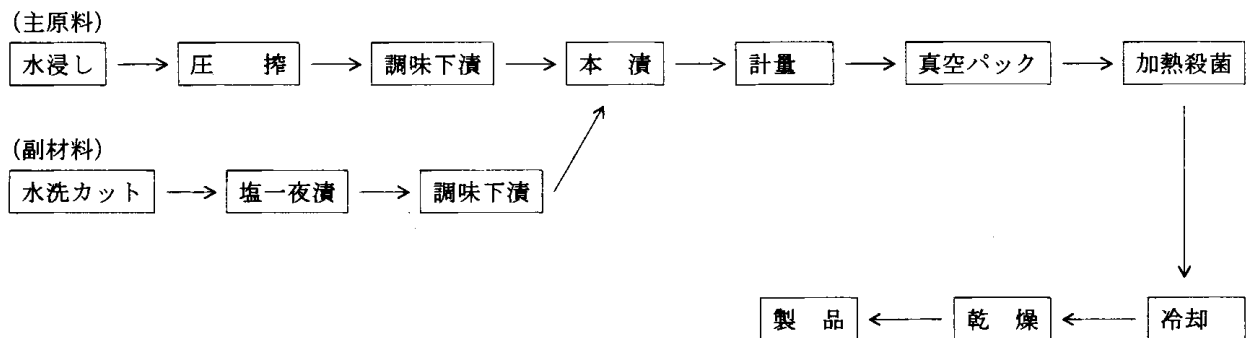 (主原料)
水浸し → 圧 搾 → 調味下漬 → 本 漬 → 計量 → 真空パック → 加熱殺菌
(副材料)
水洗カット → 塩一夜漬 → 調味下漬
製 品 ← 乾 燥 ← 冷却